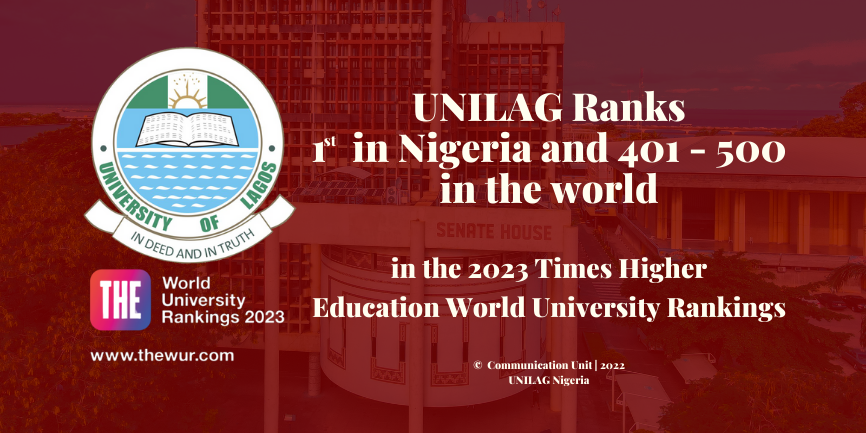 UNIVERSITY OF LAGOS
IN DEED AND IN TRUTH
THE
World
University
Rankings 2023
www.thewur.com
UNILAG Ranks
1st in Nigeria and 401 - 500
in the world
SENATE HOUSE
in the 2023 Times Higher
Education World University Rankings
© Communication Unit | 2022
UNILAG Nigeria